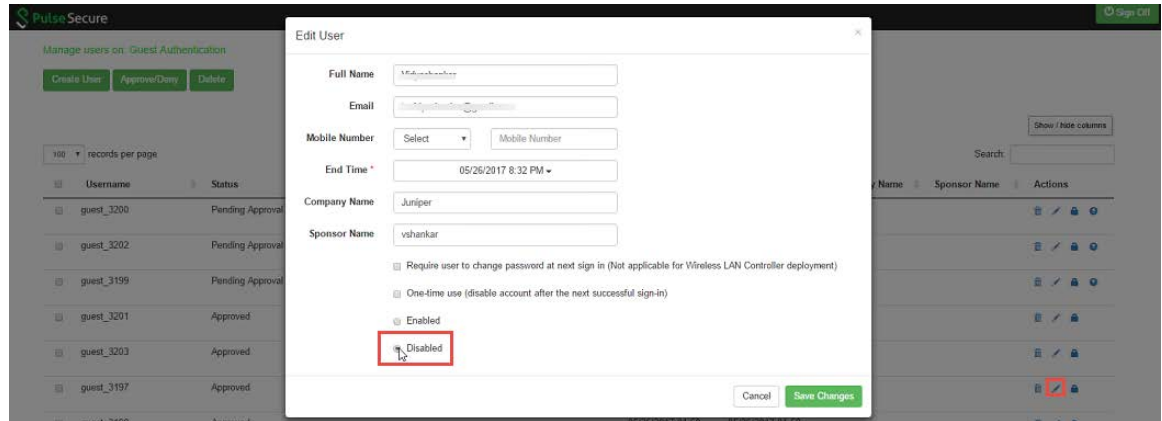 Pulse Secure
Sign Off
Manage users on: Guest Authentication
Create User Approve/Deny Delete
Show / hide columns
100 records per page
Search:
Username Status y Name Sponsor Name Actions
guest_3200 Pending Approval
guest_3202 Pending Approval
guest_3199 Pending Approval
guest_3201 Approved
guest_3203 Approved
guest_3197 Approved
Edit User
Full Name
Email
Mobile Number Select Mobile Number
End Time * 05/26/2017 8:32 PM
Company Name Juniper
Sponsor Name vshankar
Require user to change password at next sign in (Not applicable for Wireless LAN Controller deployment)
One-time use (disable account after the next successful sign-in)
Enabled
Disabled
Cancel Save Changes